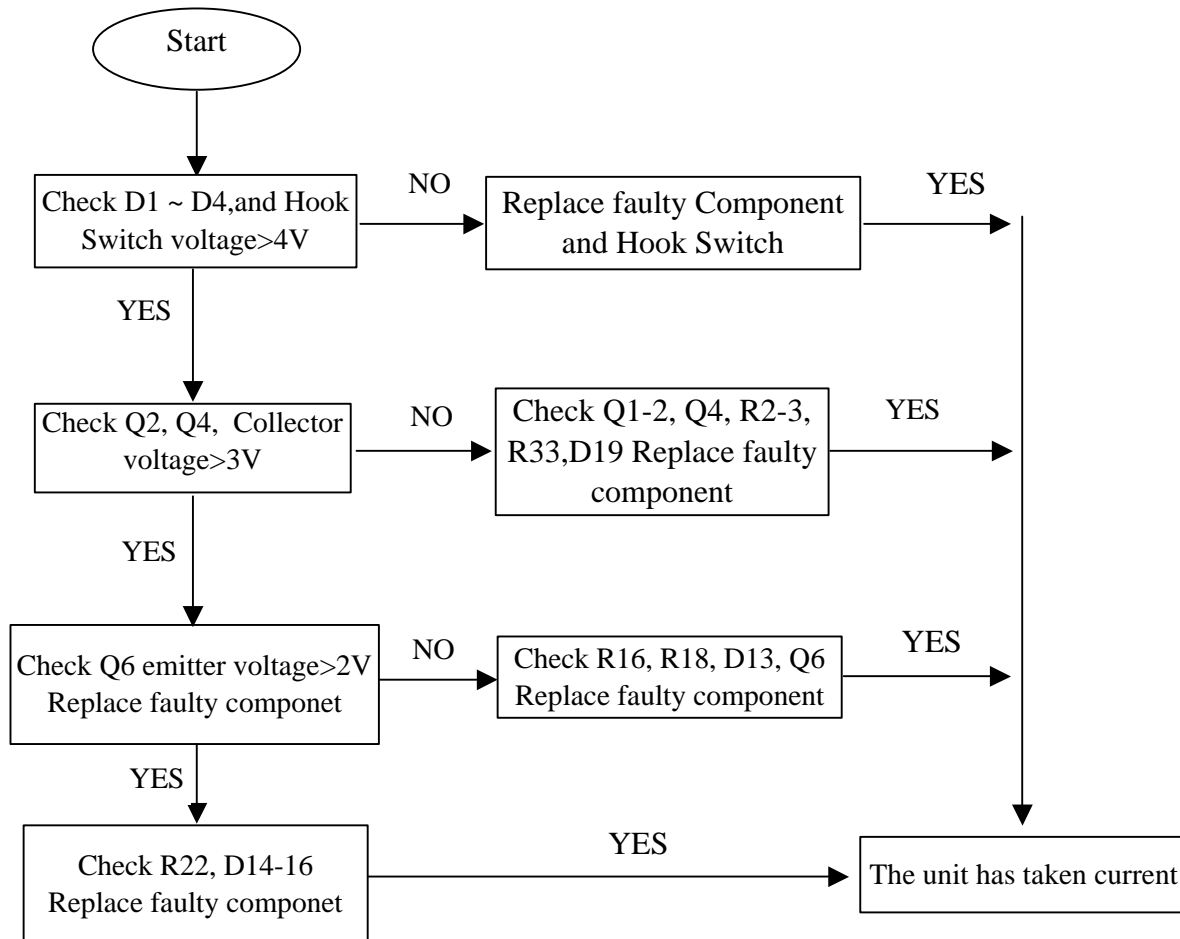 Start
Check D1 ~ D4,and Hook
Switch voltage>4V
NO
Replace faulty Component
and Hook Switch
YES
YES
Check Q2, Q4, Collector
voltage>3V
NO
Check Q1-2, Q4, R2-3,
R33,D19 Replace faulty
component
YES
YES
Check Q6 emitter voltage>2V
Replace faulty componet
NO
Check R16, R18, D13, Q6
Replace faulty component
YES
YES
Check R22, D14-16
Replace faulty componet
YES
The unit has taken current